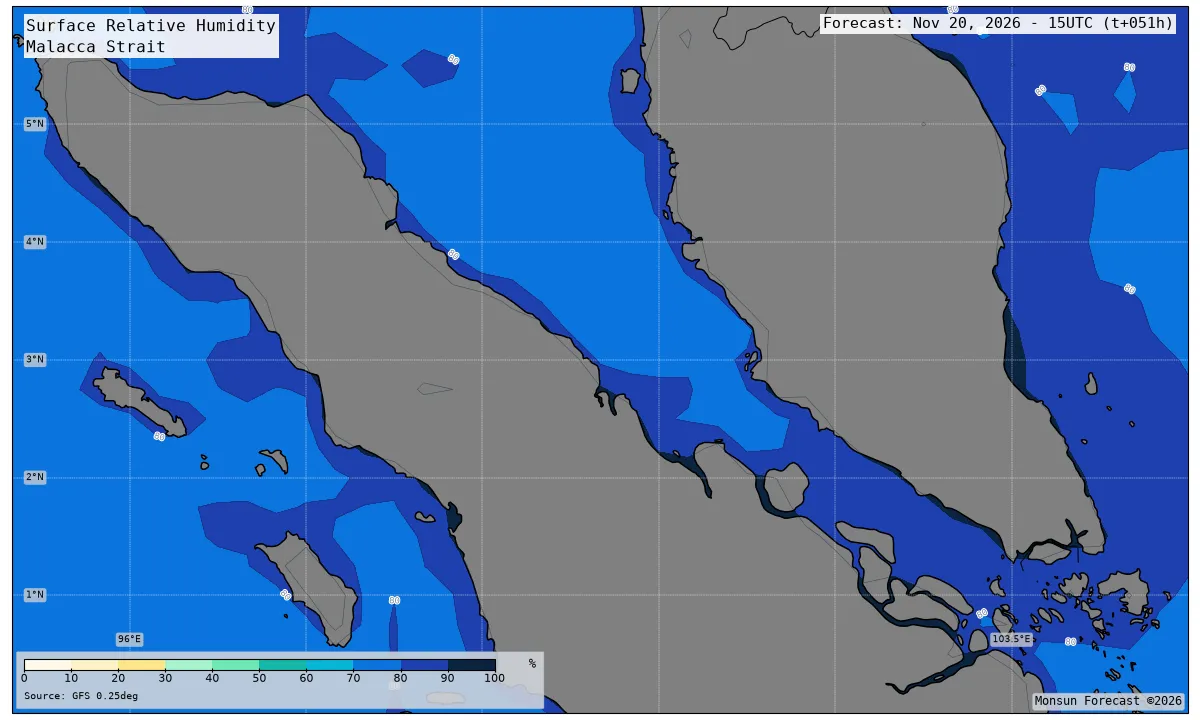 Surface Relative Humidity
Malacca Strait
Forecast: Nov 20, 2026 - 15UTC (t+051h)
80
80
80
80
80
5°N
4°N
80
80
3°N
80
2°N
1°N
80
80
80
80
96°E
103.5°E
%
0 10 20 30 40 50 60 70 80 90 100
80
Source: GFS 0.25deg
Monsun Forecast ©2026